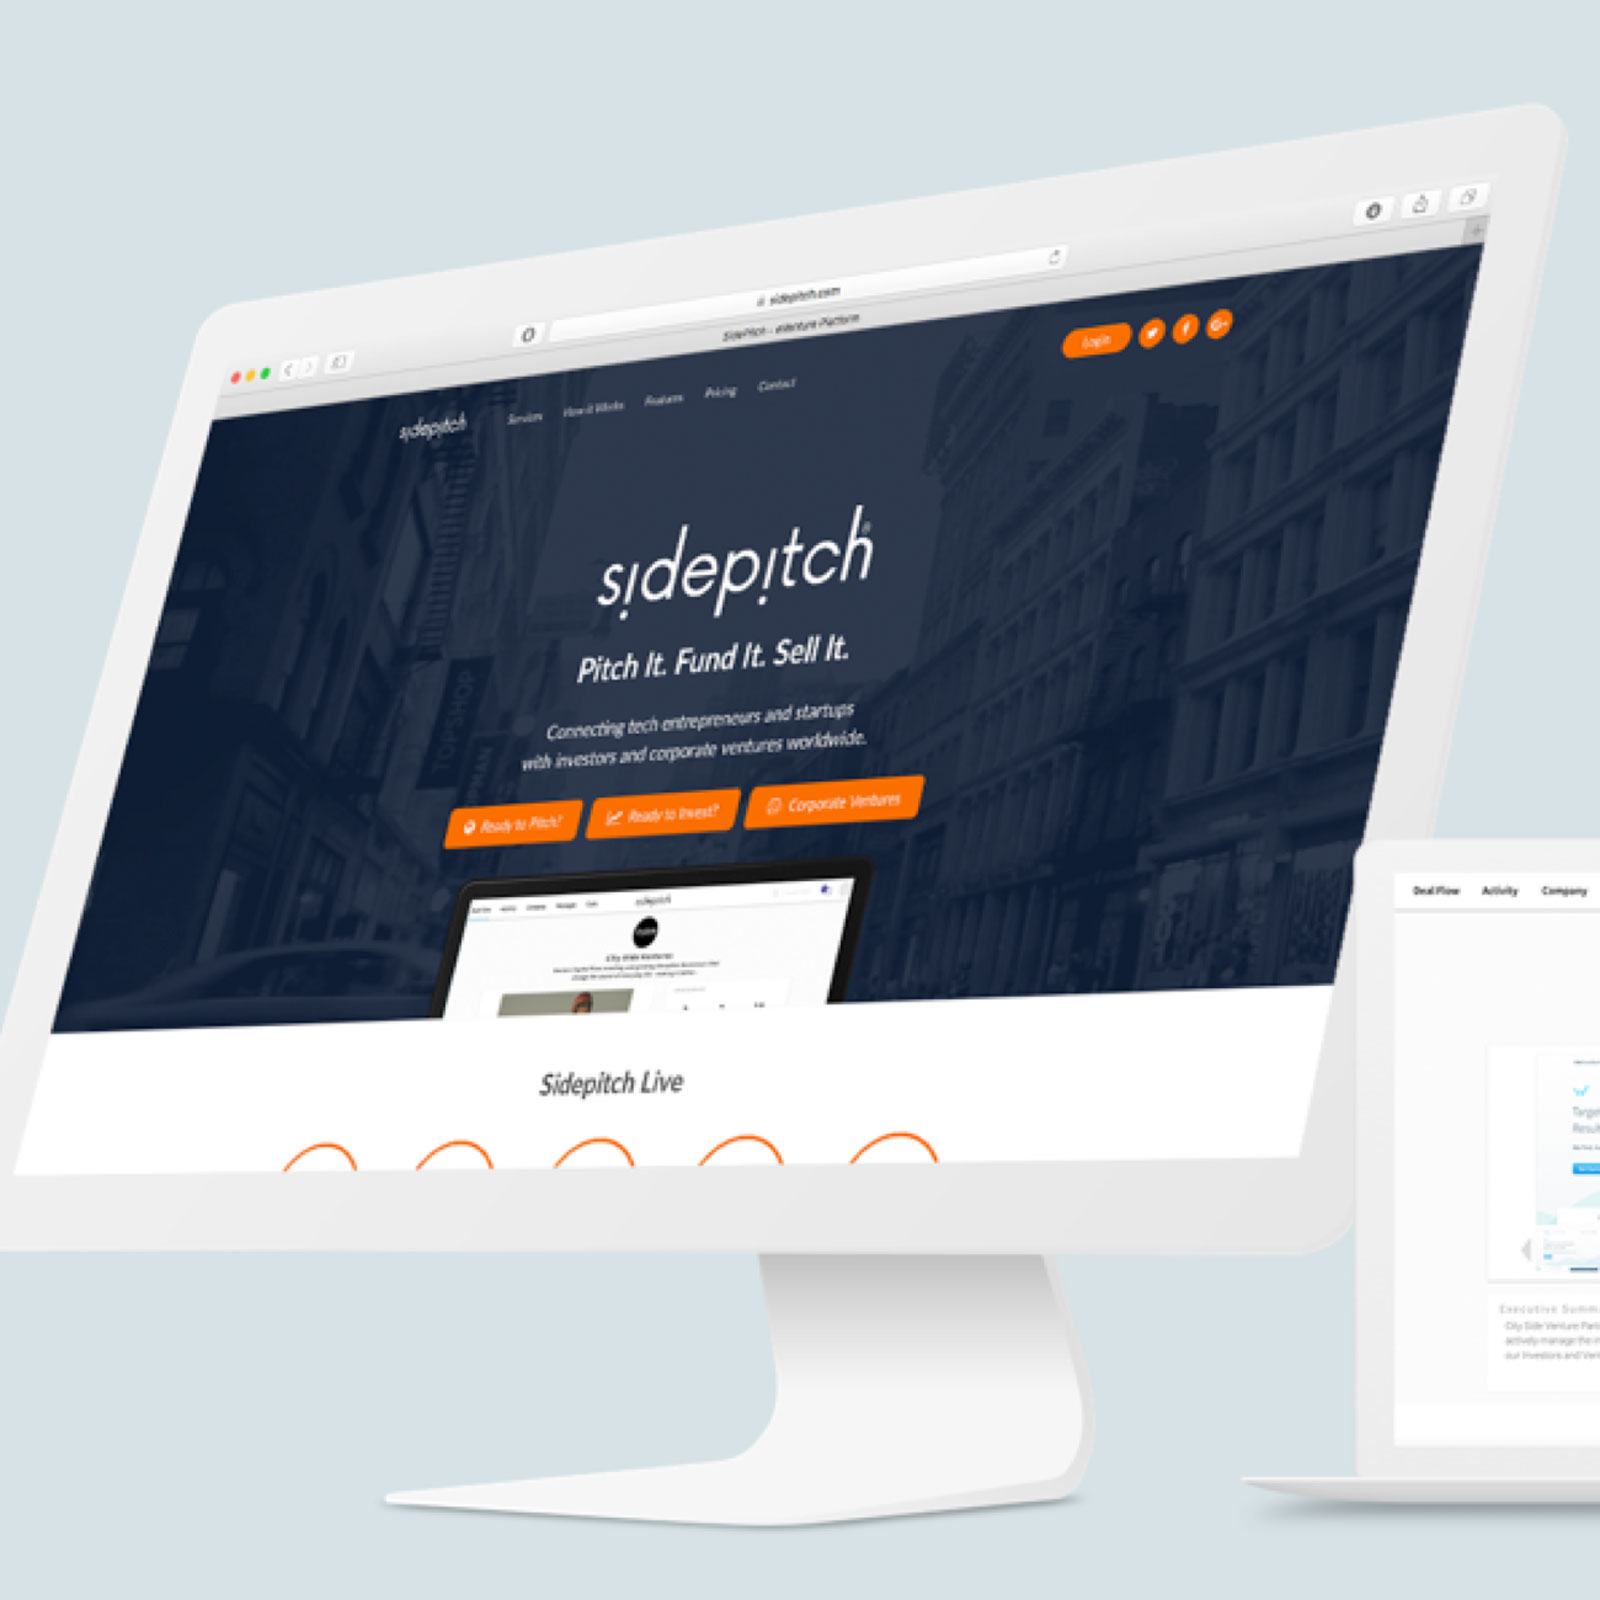 sidepitch.com
SidePitch - eVenture Platform
Login
sidepitch
Services
How it Works
Features
Pricing
Contact
TOPSHOP
sidepitch®
Pitch It. Fund It. Sell It.
Connecting tech entrepreneurs and startups
with investors and corporate ventures worldwide.
Ready to Pitch?
Ready to Invest?
Corporate Ventures
sidepitch
City Side Ventures
Sidepitch Live
Deal Flow
Activity
Company
Executive Summ
City Side Venture Part
actively manage the in
our Investors and Ven